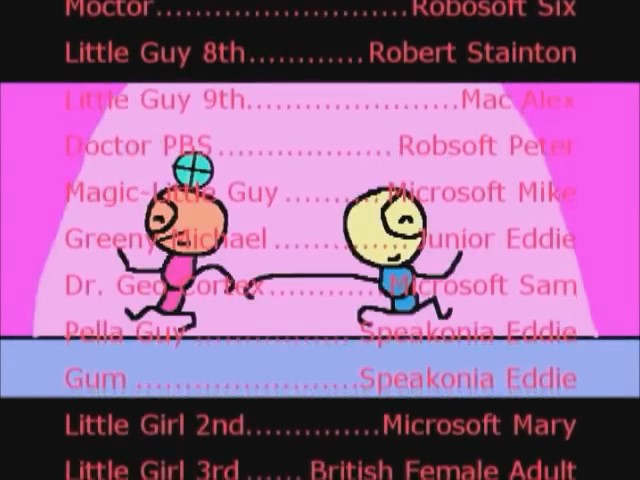 Moctor.........................Robosoft Six
Little Guy 8th............Robert Stainton
Little Guy 9th.....................Mac Alex
Doctor PBS.................Robsoft Peter
Magic-Little Guy .........Microsoft Mike
Greeny Michael .............Junior Eddie
Dr. GeoCortex............Microsoft Sam
Pella Guy ................Speakonia Eddie
Gum .......................Speakonia Eddie
Little Girl 2nd..............Microsoft Mary
Little Girl 3rd ...... British Female Adult